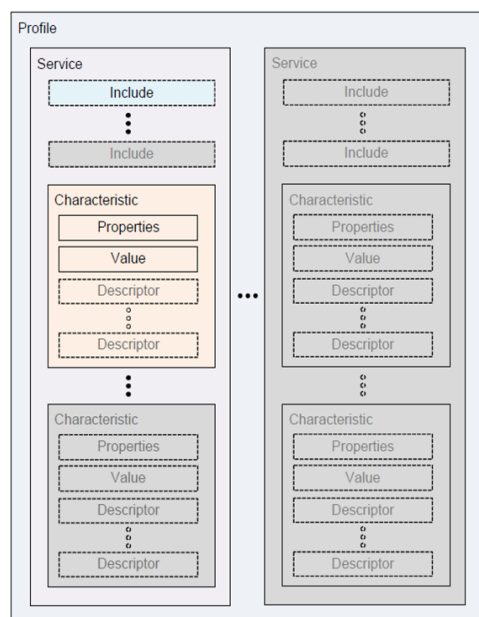 Profile
Service
Include
Include
Characteristic
Properties
Value
Descriptor
Descriptor
Characteristic
Properties
Value
Descriptor
Descriptor
Service
Include
Include
Characteristic
Properties
Value
Descriptor
Descriptor
Characteristic
Properties
Value
Descriptor
Descriptor